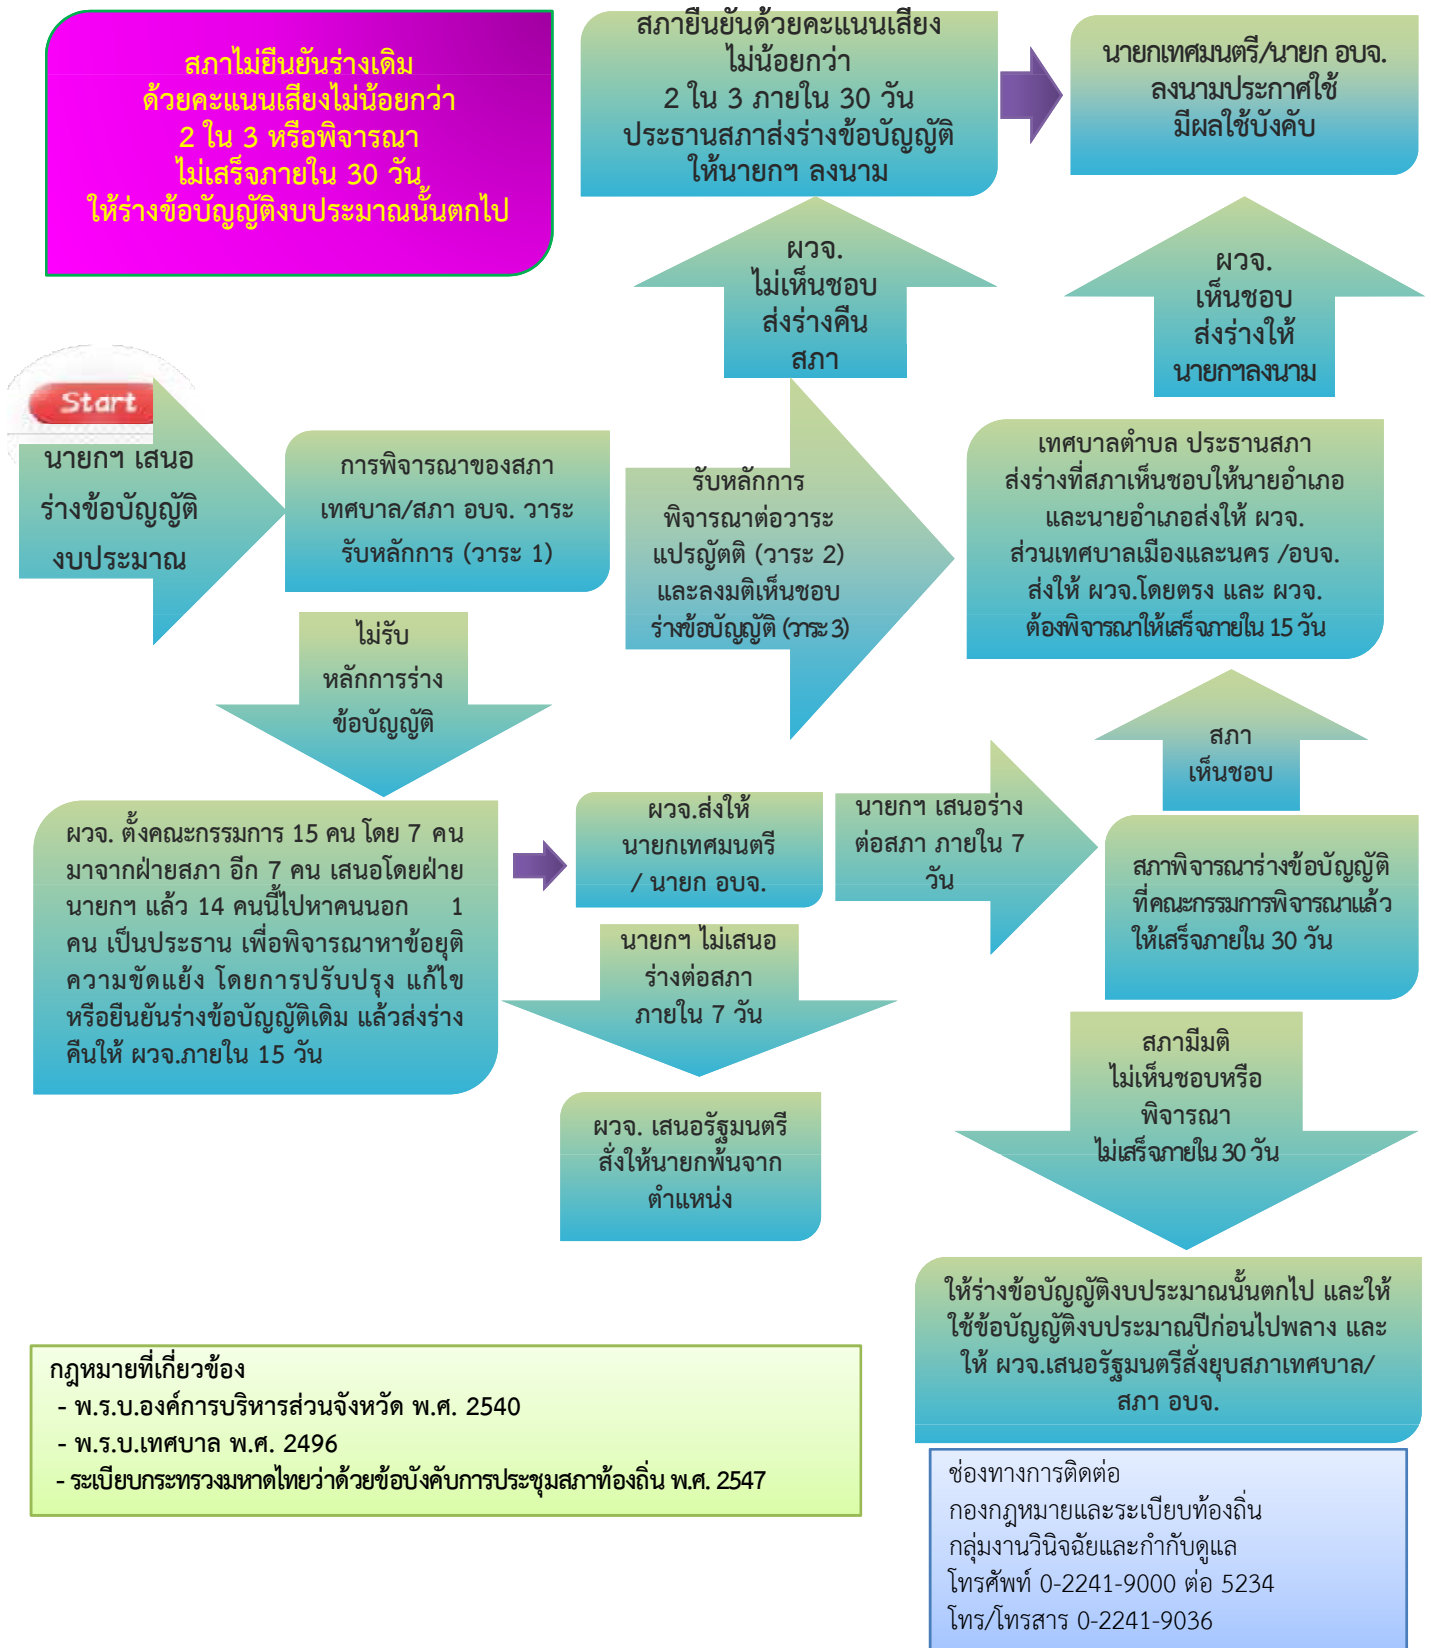 สภาไม่ยืนยันร่างเดิม
ด้วยคะแนนเสียงไม่น้อยกว่า
2 ใน 3 หรือพิจารณา
ไม่เสร็จภายใน 30 วัน
ให้ร่างข้อบัญญัติงบประมาณนั้นตกไป
สภายืนยันด้วยคะแนนเสียง
ไม่น้อยกว่า
2 ใน 3 ภายใน 30 วัน
ประธานสภาส่งร่างข้อบัญญัติ
ให้นายกฯ ลงนาม
นายกเทศมนตรี/นายก อบจ.
ลงนามประกาศใช้
มีผลใช้บังคับ
ผวจ.
ไม่เห็นชอบ
ส่งร่างคืน
สภา
ผวจ.
เห็นชอบ
ส่งร่างให้
นายกฯลงนาม
Start
นายกฯ เสนอ
ร่างข้อบัญญัติ
งบประมาณ
การพิจารณาของสภา
เทศบาล/สภา อบจ. วาระ
รับหลักการ (วาระ 1)
รับหลักการ
พิจารณาต่อวาระ
แปรญัตติ (วาระ 2)
และลงมติเห็นชอบ
ร่างข้อบัญญัติ (วาระ 3)
เทศบาลตำบล ประธานสภา
ส่งร่างที่สภาเห็นชอบให้นายอำเภอ
และนายอำเภอส่งให้ ผวจ.
ส่วนเทศบาลเมืองและนคร /อบจ.
ส่งให้ ผวจ.โดยตรง และ ผวจ.
ต้องพิจารณาให้เสร็จภายใน 15 วัน
ไม่รับ
หลักการร่าง
ข้อบัญญัติ
สภา
เห็นชอบ
ผวจ. ตั้งคณะกรรมการ 15 คน โดย 7 คน
มาจากฝ่ายสภา อีก 7 คน เสนอโดยฝ่าย
นายกฯ แล้ว 14 คนนี้ไปหาคนนอก 1
คน เป็นประธาน เพื่อพิจารณาหาข้อยุติ
ความขัดแย้ง โดยการปรับปรุง แก้ไข
หรือยืนยันร่างข้อบัญญัติเดิม แล้วส่งร่าง
คืนให้ ผวจ.ภายใน 15 วัน
ผวจ.ส่งให้
นายกเทศมนตรี
/ นายก อบจ.
นายกฯ เสนอร่าง
ต่อสภา ภายใน 7
วัน
สภาพิจารณาร่างข้อบัญญัติ
ที่คณะกรรมการพิจารณาแล้ว
ให้เสร็จภายใน 30 วัน
นายกฯ ไม่เสนอ
ร่างต่อสภา
ภายใน 7 วัน
สภามีมติ
ไม่เห็นชอบหรือ
พิจารณา
ไม่เสร็จภายใน 30 วัน
ผวจ. เสนอรัฐมนตรี
สั่งให้นายกพ้นจาก
ตำแหน่ง
ให้ร่างข้อบัญญัติงบประมาณนั้นตกไป และให้
ใช้ข้อบัญญัติงบประมาณปีก่อนไปพลาง และ
ให้ ผวจ.เสนอรัฐมนตรีสั่งยุบสภาเทศบาล/
สภา อบจ.
กฎหมายที่เกี่ยวข้อง
- พ.ร.บ.องค์การบริหารส่วนจังหวัด พ.ศ. 2540
- พ.ร.บ.เทศบาล พ.ศ. 2496
- ระเบียบกระทรวงมหาดไทยว่าด้วยข้อบังคับการประชุมสภาท้องถิ่น พ.ศ. 2547
ช่องทางการติดต่อ
กองกฎหมายและระเบียบท้องถิ่น
กลุ่มงานวินิจฉัยและกำกับดูแล
โทรศัพท์ 0-2241-9000 ต่อ 5234
โทร/โทรสาร 0-2241-9036